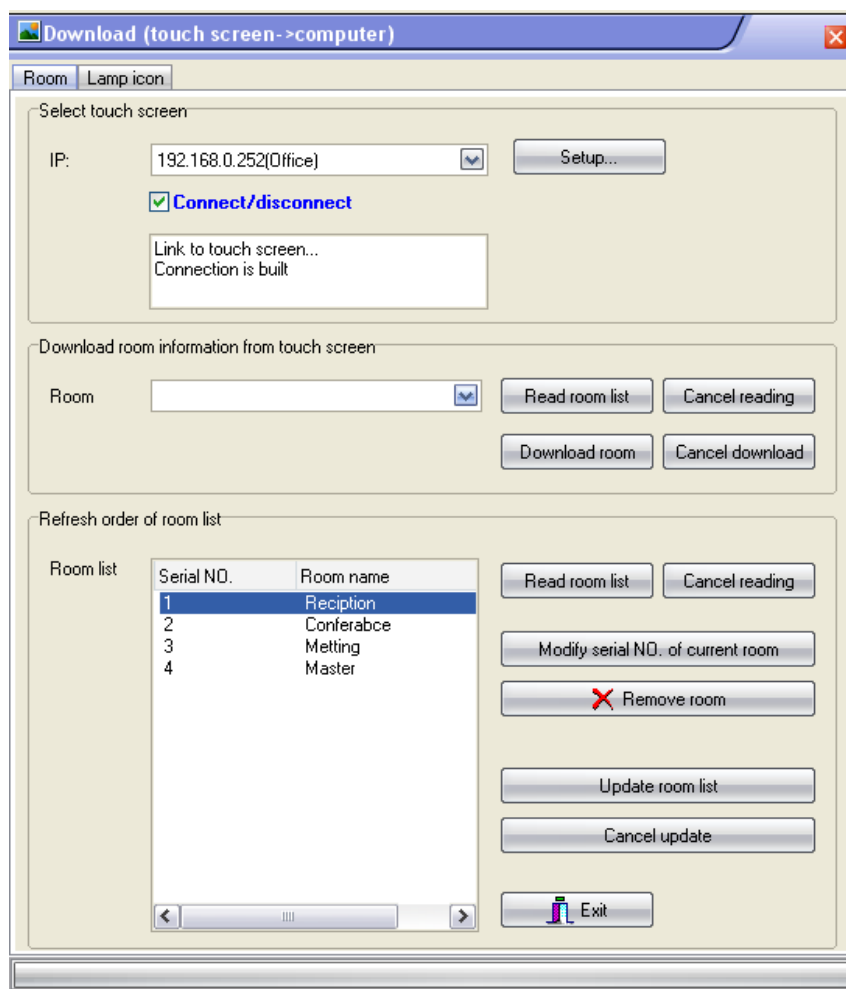 Download (touch screen->computer)
Room Lamp icon
Select touch screen
IP: 192.168.0.252(Office) Setup...
Connect/disconnect
Link to touch screen...
Connection is built
Download room information from touch screen
Room Read room list Cancel reading
Download room Cancel download
Refresh order of room list
Room list Serial NO. Room name Read room list Cancel reading
1 Reciption
2 Conferabce
3 Metting
4 Master
Modify serial NO. of current room
Remove room
Update room list
Cancel update
Exit